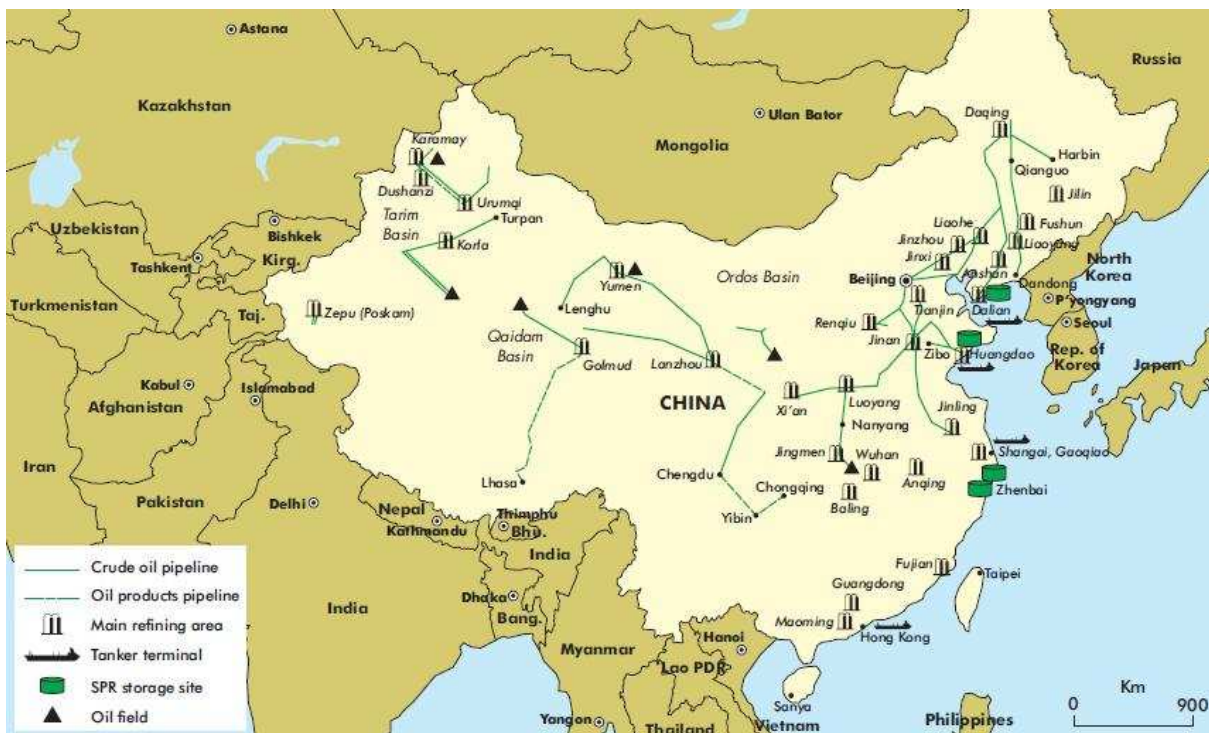 Astana
Russia
Kazakhstan
Ulan Bator
Mongolia
Daqing
Karamay
Harbin
Qianguo
Dushanzi
Jilin
Urumqi
Tarim
Basin
Turpan
Uzbekistan
Liaohe
Fushun
Bishkek
Korla
Jinzhou
Liaoyang
Kirg.
Jinxi
North
Korea
Tashkent
Yumen
Ordos Basin
Beijing
Anshan
Dandong
Turkmenistan
Taj.
Zepu (Poskam)
Lenghu
Tianjin
Dalian
P'yongyang
Renqiu
Seoul
Qaidam
Basin
Golmud
Lanzhou
Jinan
Zibo
Huangdao
Rep. of
Korea
Japan
Kabul
Islamabad
Afghanistan
CHINA
Xi'an
Luoyang
Jinling
Nanyang
Iran
Jingmen
Wuhan
Shangai, Gaoqiao
Pakistan
Lhasa
Chengdu
Chongqing
Anqing
Zhenbai
Delhi
Nepal
Baling
Kathmandu
Thimphu
Bhu.
Yibin
India
Crude oil pipeline
Oil products pipeline
Main refining area
Tanker terminal
SPR storage site
Oil field
India
Dhaka
Bang.
Fujian
Taipei
Guangdong
Maoming
Hong Kong
Hanoi
Myanmar
Lao PDR
Sanya
Vietnam
Yangon
Thailand
Philippines
Km
0 900